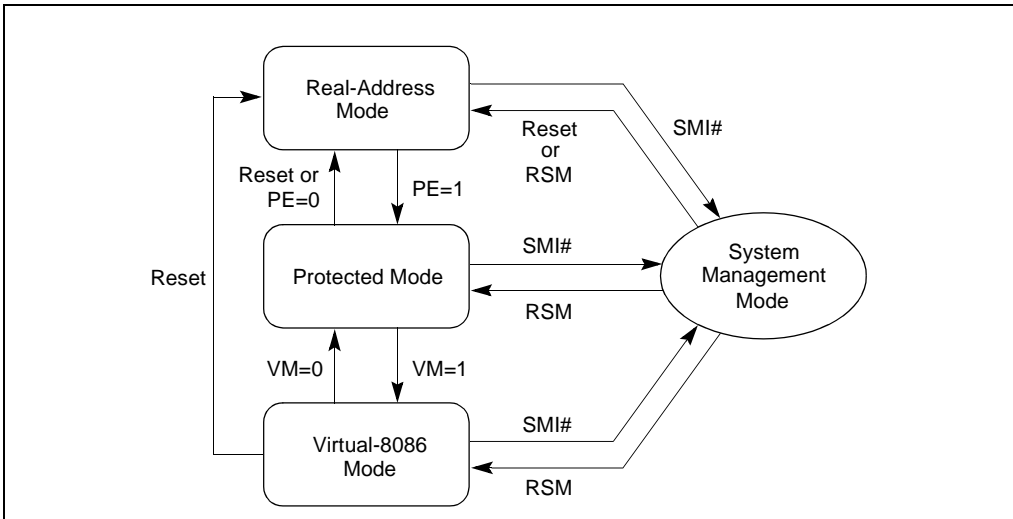 Real-Address
Mode
SMI#
Reset
or
RSM
Reset or
PE=0
PE=1
SMI#
System
Management
Mode
Reset
Protected Mode
RSM
VM=0
VM=1
SMI#
Virtual-8086
Mode
RSM